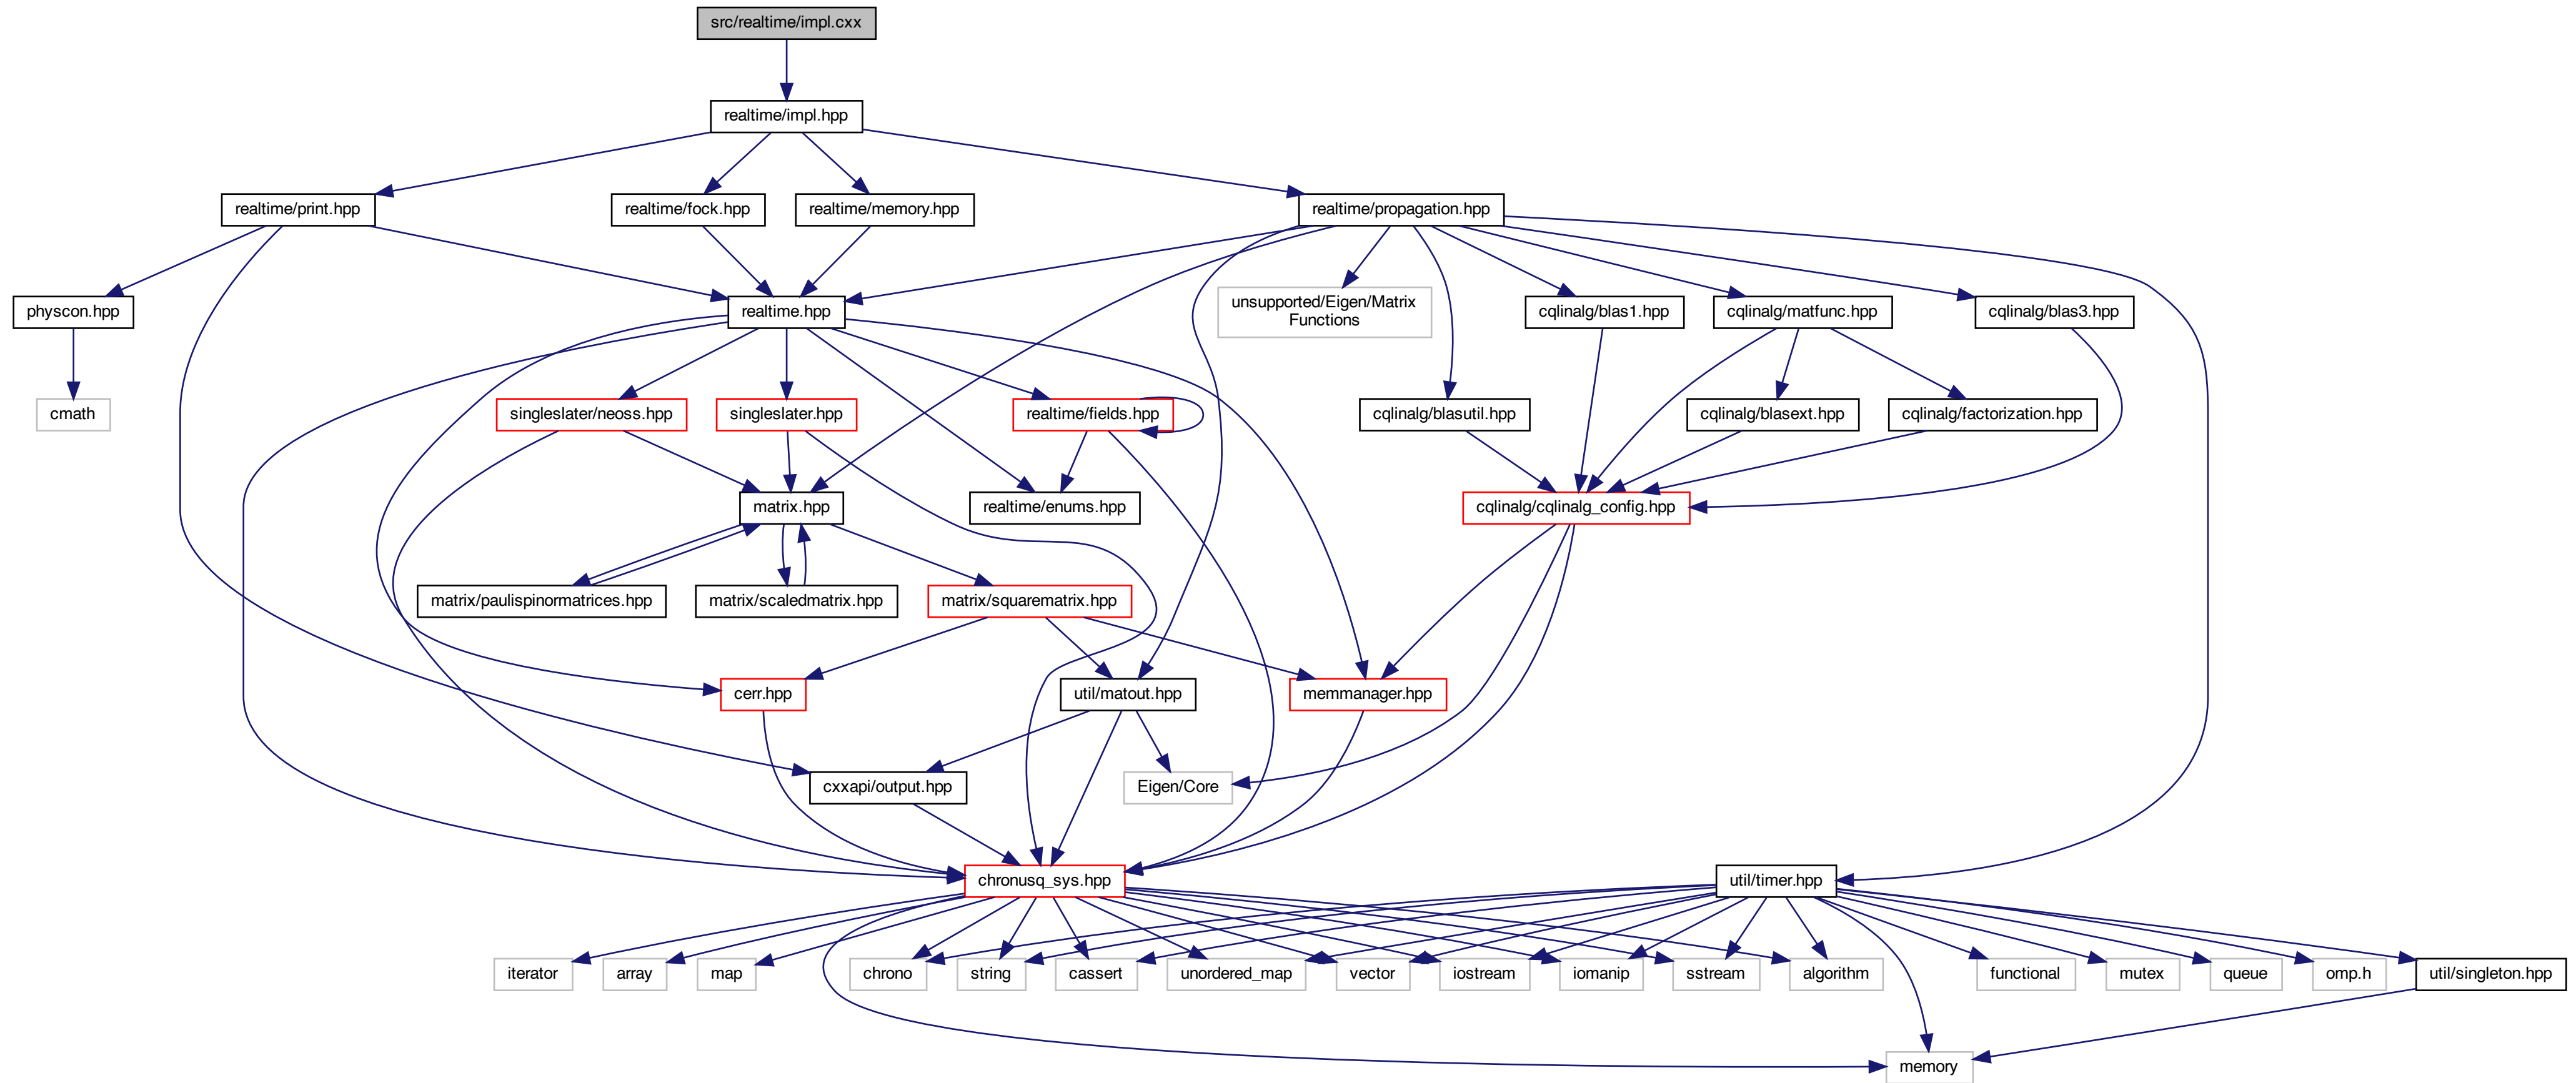 src/realtime/impl.cxx
realtime/impl.hpp
realtime/print.hpp
realtime/fock.hpp
realtime/memory.hpp
realtime/propagation.hpp
physcon.hpp
realtime.hpp
unsupported/Eigen/Matrix
Functions
cqlinalg/blas1.hpp
cqlinalg/matfunc.hpp
cqlinalg/blas3.hpp
cmath
singleslater/neoss.hpp
singleslater.hpp
realtime/fields.hpp
cqlinalg/blasutil.hpp
cqlinalg/blasext.hpp
cqlinalg/factorization.hpp
matrix.hpp
realtime/enums.hpp
cqlinalg/cqlinalg_config.hpp
matrix/paulispinormatrices.hpp
matrix/scaledmatrix.hpp
matrix/squarematrix.hpp
cerr.hpp
util/matout.hpp
memmanager.hpp
cxxapi/output.hpp
Eigen/Core
chronusq_sys.hpp
util/timer.hpp
iterator
array
map
chrono
string
cassert
unordered_map
vector
iostream
iomanip
sstream
algorithm
functional
mutex
queue
omp.h
util/singleton.hpp
memory